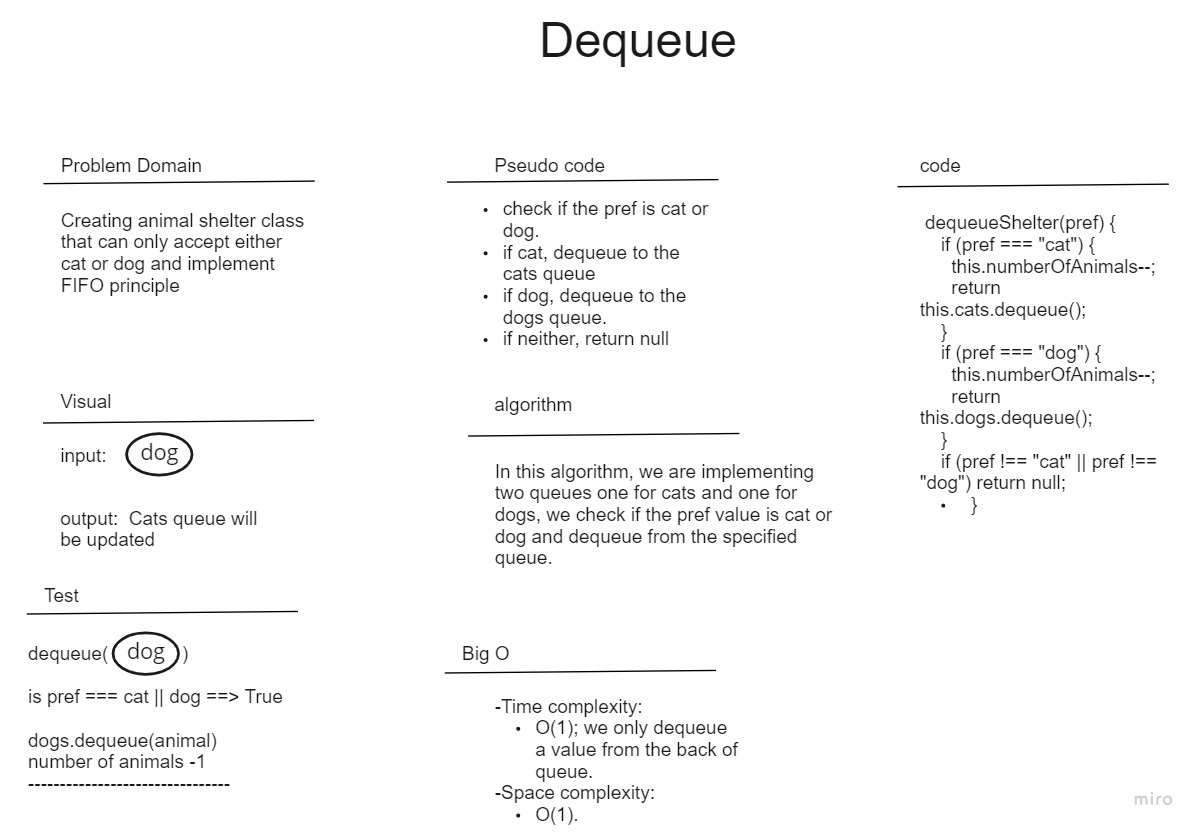 Dequeue
Problem Domain
Creating animal shelter class
that can only accept either
cat or dog and implement
FIFO principle
Visual
input: dog
output: Cats queue will
be updated
Test
dequeue( dog )
is pref === cat || dog ==> True
dogs.dequeue(animal)
number of animals -1
--------------------------------
Pseudo code
• check if the pref is cat or
dog.
• if cat, dequeue to the
cats queue
• if dog, dequeue to the
dogs queue.
• if neither, return null
algorithm
In this algorithm, we are implementing
two queues one for cats and one for
dogs, we check if the pref value is cat or
dog and dequeue from the specified
queue.
Big O
-Time complexity:
• O(1); we only dequeue
a value from the back of
queue.
-Space complexity:
• O(1).
code
dequeueShelter(pref) {
if (pref === "cat") {
this.numberOfAnimals--;
return
this.cats.dequeue();
}
if (pref === "dog") {
this.numberOfAnimals--;
return
this.dogs.dequeue();
}
if (pref !== "cat" || pref !==
"dog") return null;
• }
miro